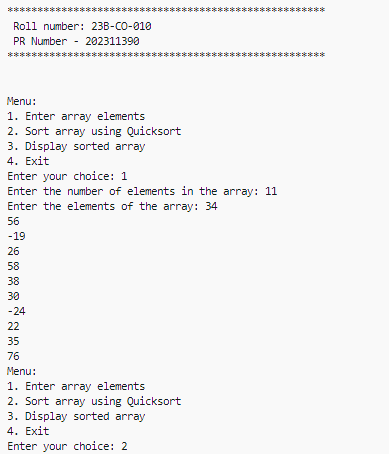 *****************************************************
Roll number: 23B-CO-010
PR Number - 202311390
*****************************************************
Menu:
1. Enter array elements
2. Sort array using Quicksort
3. Display sorted array
4. Exit
Enter your choice: 1
Enter the number of elements in the array: 11
Enter the elements of the array: 34
56
-19
26
58
38
30
-24
22
35
76
Menu:
1. Enter array elements
2. Sort array using Quicksort
3. Display sorted array
4. Exit
Enter your choice: 2